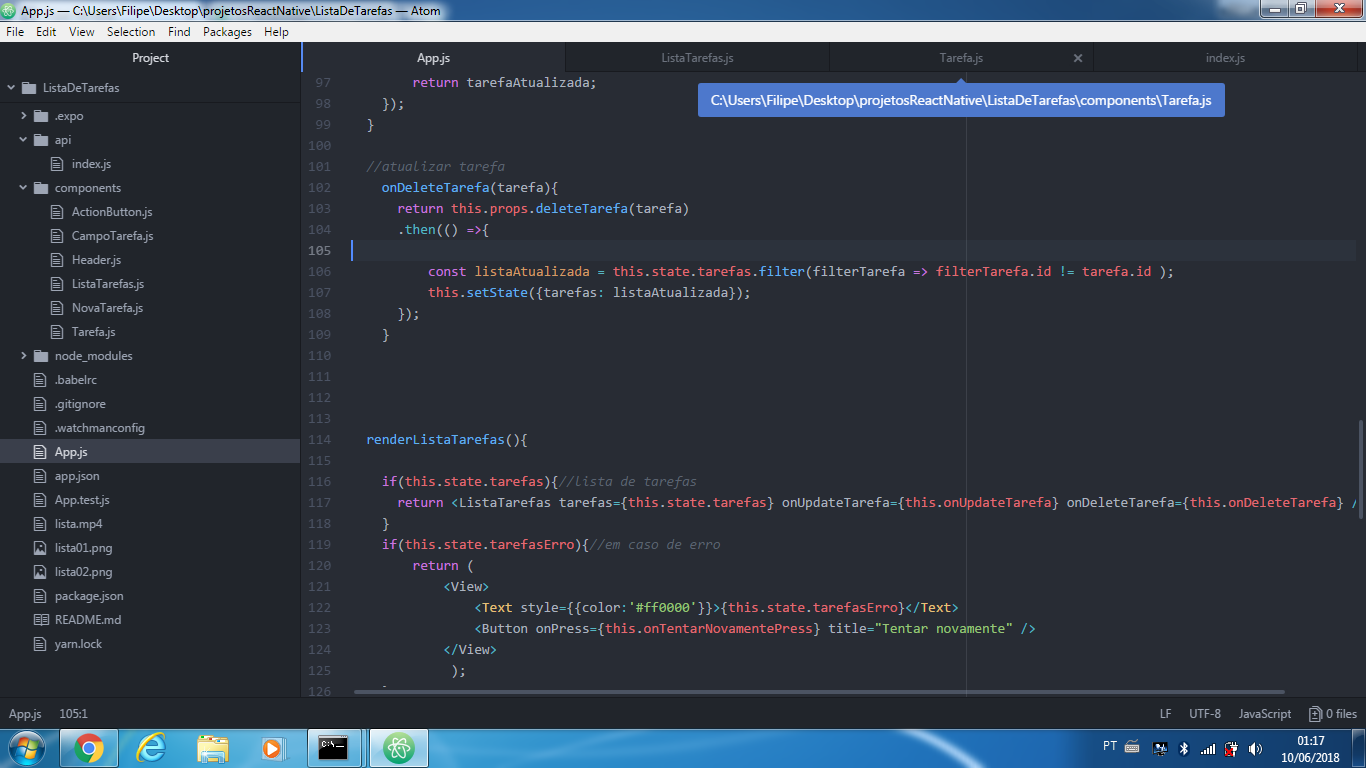 App.js — C:\Users\Filipe\Desktop\projetosReactNative\ListaDeTarefas — Atom
File Edit View Selection Find Packages Help
Project
ListaDeTarefas
.expo
api
index.js
components
ActionButton.js
CampoTarefa.js
Header.js
ListaTarefas.js
NovaTarefa.js
Tarefa.js
node_modules
.babelrc
.gitignore
.watchmanconfig
App.js
app.json
App.test.js
lista.mp4
lista01.png
lista02.png
package.json
README.md
yarn.lock
App.js ListaTarefas.js Tarefa.js index.js
C:\Users\Filipe\Desktop\projetosReactNative\ListaDeTarefas\components\Tarefa.js
97 return tarefaAtualizada;
98 });
99 }
100
101 //atualizar tarefa
102 onDeleteTarefa(tarefa){
103 return this.props.deleteTarefa(tarefa)
104 .then(() =>{
105
106 const listaAtualizada = this.state.tarefas.filter(filterTarefa => filterTarefa.id != tarefa.id );
107 this.setState({tarefas: listaAtualizada});
108 });
109 }
110
111
112
113
114 renderListaTarefas(){
115
116 if(this.state.tarefas){//lista de tarefas
117 return <ListaTarefas tarefas={this.state.tarefas} onUpdateTarefa={this.onUpdateTarefa} onDeleteTarefa={this.onDeleteTarefa} /
118 }
119 if(this.state.tarefasErro){//em caso de erro
120 return (
121 <View>
122 <Text style={{color:'#ff0000'}}>{this.state.tarefasErro}</Text>
123 <Button onPress={this.onTentarNovamentePress} title="Tentar novamente" />
124 </View>
125 );
126
App.js 105:1 LF UTF-8 JavaScript 0 files
C:\_
PT 01:17
10/06/2018